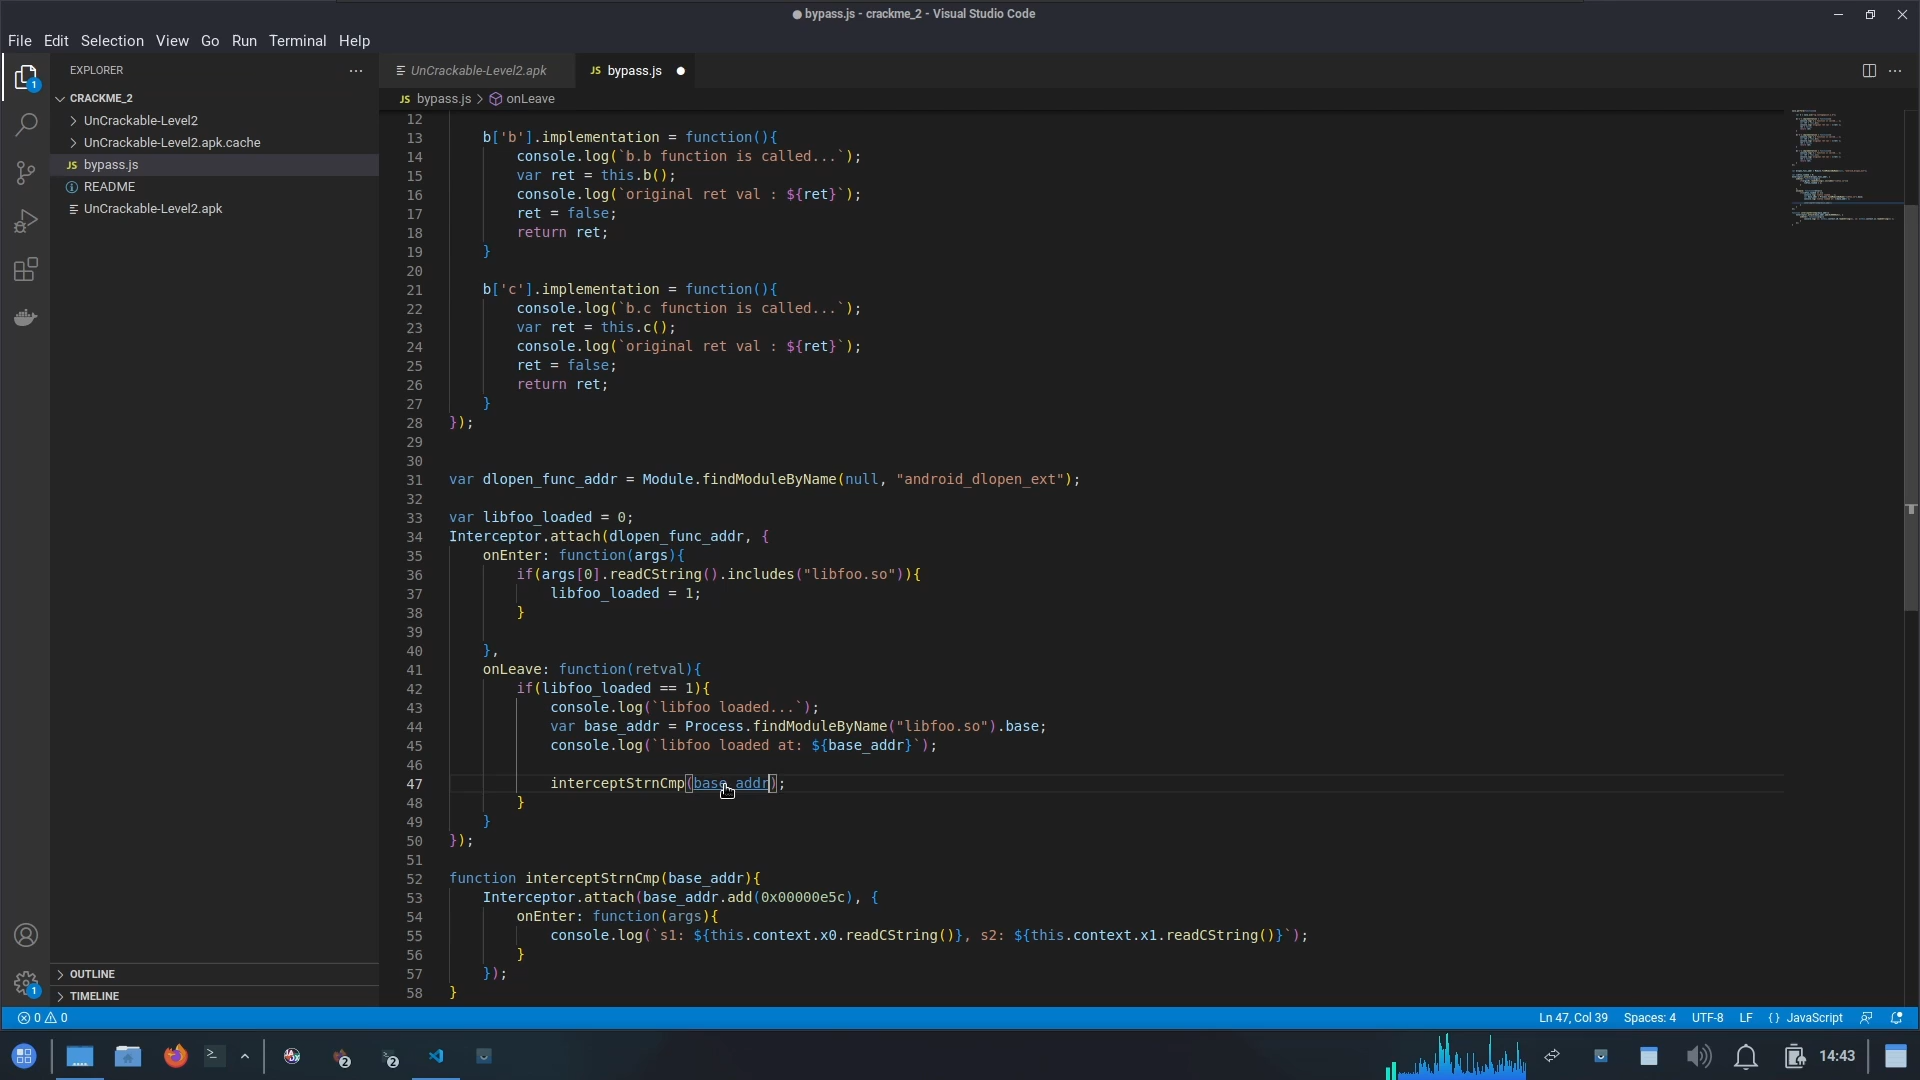 ● bypass.js - crackme_2 - Visual Studio Code
File Edit Selection View Go Run Terminal Help
EXPLORER
UnCrackable-Level2.apk
bypass.js
bypass.js > onLeave
CRACKME_2
UnCrackable-Level2
UnCrackable-Level2.apk.cache
bypass.js
README
UnCrackable-Level2.apk
OUTLINE
TIMELINE
12
13 b['b'].implementation = function(){
14 console.log(`b.b function is called...`);
15 var ret = this.b();
16 console.log(`original ret val : ${ret}`);
17 ret = false;
18 return ret;
19 }
20
21 b['c'].implementation = function(){
22 console.log(`b.c function is called...`);
23 var ret = this.c();
24 console.log(`original ret val : ${ret}`);
25 ret = false;
26 return ret;
27 }
28 });
29
30
31 var dlopen_func_addr = Module.findModuleByName(null, "android_dlopen_ext");
32
33 var libfoo_loaded = 0;
34 Interceptor.attach(dlopen_func_addr, {
35 onEnter: function(args){
36 if(args[0].readCString().includes("libfoo.so")){
37 libfoo_loaded = 1;
38 }
39
40 },
41 onLeave: function(retval){
42 if(libfoo_loaded == 1){
43 console.log(`libfoo loaded...`);
44 var base_addr = Process.findModuleByName("libfoo.so").base;
45 console.log(`libfoo loaded at: ${base_addr}`);
46
47 interceptStrnCmp(base_addr);
48 }
49 }
50 });
51
52 function interceptStrnCmp(base_addr){
53 Interceptor.attach(base_addr.add(0x00000e5c), {
54 onEnter: function(args){
55 console.log(`s1: ${this.context.x0.readCString()}, s2: ${this.context.x1.readCString()}`);
56 }
57 });
58 }
0 0
Ln 47, Col 39 Spaces: 4 UTF-8 LF {} JavaScript
14:43